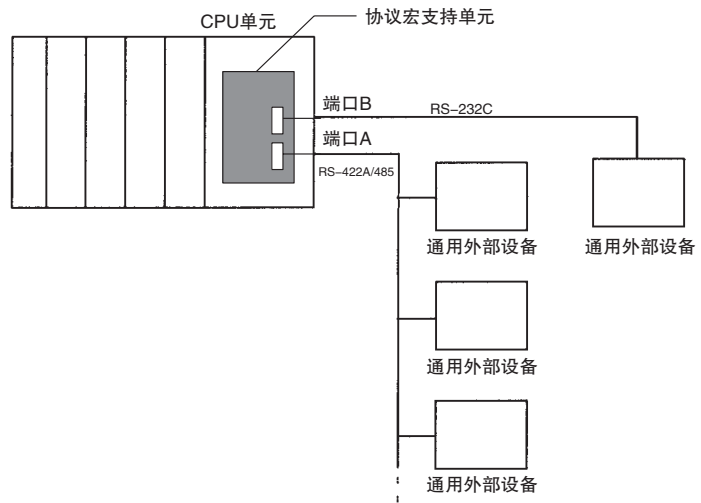 CPU单元
协议宏支持单元
端口B
RS-232C
端口A
RS-422A/485
通用外部设备
通用外部设备
通用外部设备
通用外部设备